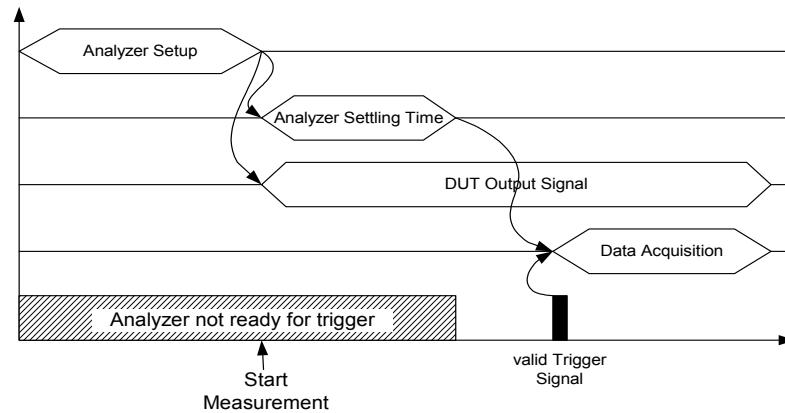 Analyzer Setup
Analyzer Settling Time
DUT Output Signal
Data Acquisition
Analyzer not ready for trigger
valid Trigger
Signal
Start
Measurement